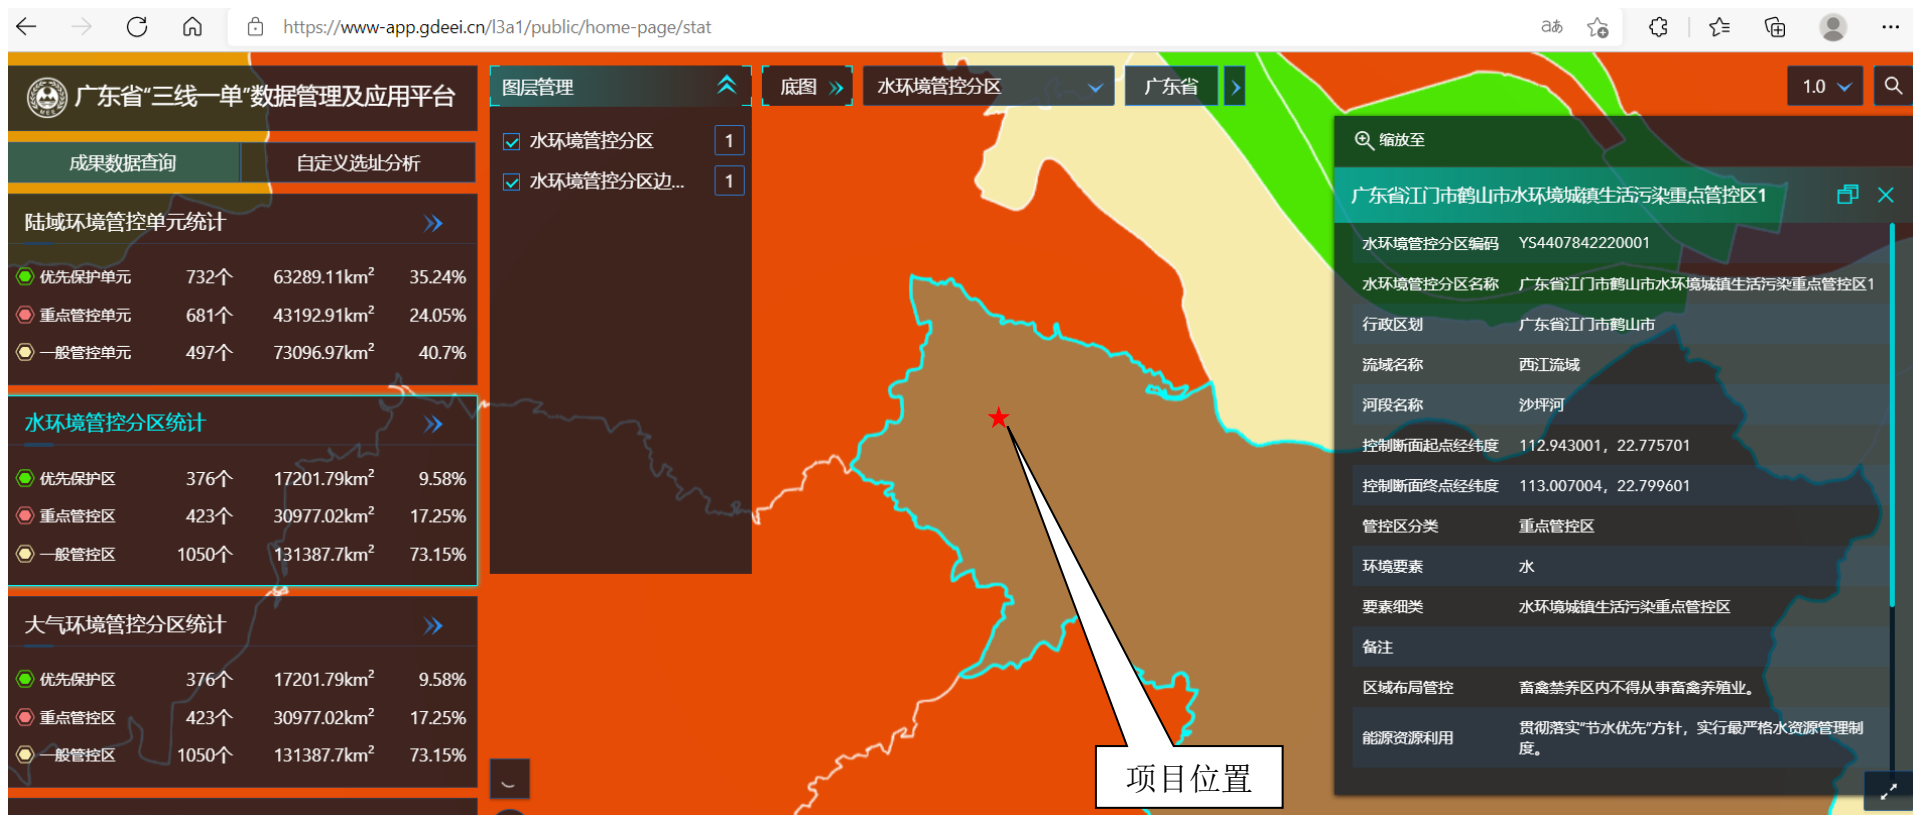 https://www-app.gdeei.cn/l3a1/public/home-page/stat
广东省"三线一单"数据管理及应用平台
成果数据查询 自定义选址分析
陆域环境管控单元统计
优先保护单元 732个 63289.11km² 35.24%
重点管控单元 681个 43192.91km² 24.05%
一般管控单元 497个 73096.97km² 40.7%
水环境管控分区统计
优先保护区 376个 17201.79km² 9.58%
重点管控区 423个 30977.02km² 17.25%
一般管控区 1050个 131387.7km² 73.15%
大气环境管控分区统计
优先保护区 376个 17201.79km² 9.58%
重点管控区 423个 30977.02km² 17.25%
一般管控区 1050个 131387.7km² 73.15%
图层管理
水环境管控分区 1
水环境管控分区边... 1
底图 水环境管控分区 广东省
1.0
缩放至
广东省江门市鹤山市水环境城镇生活污染重点管控区1
水环境管控分区编码 YS4407842220001
水环境管控分区名称 广东省江门市鹤山市水环境城镇生活污染重点管控区1
行政区划 广东省江门市鹤山市
流域名称 西江流域
河段名称 沙坪河
控制断面起点经纬度 112.943001，22.775701
控制断面终点经纬度 113.007004，22.799601
管控区分类 重点管控区
环境要素 水
要素细类 水环境城镇生活污染重点管控区
备注
区域布局管控 畜禽禁养区内不得从事畜禽养殖业。
能源资源利用 贯彻落实"节水优先"方针，实行最严格水资源管理制
度。
项目位置